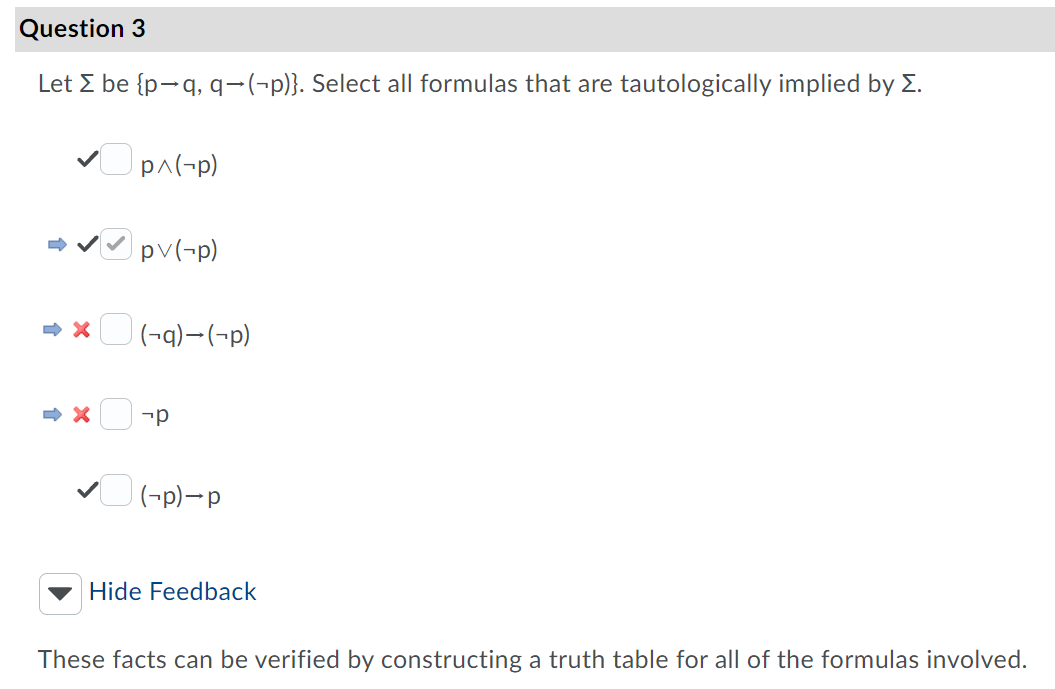 Question 3
Let Σ be {p→q, q→(¬p)}. Select all formulas that are tautologically implied by Σ.
p∧(¬p)
p∨(¬p)
(¬q)→(¬p)
¬p
(¬p)→p
Hide Feedback
These facts can be verified by constructing a truth table for all of the formulas involved.